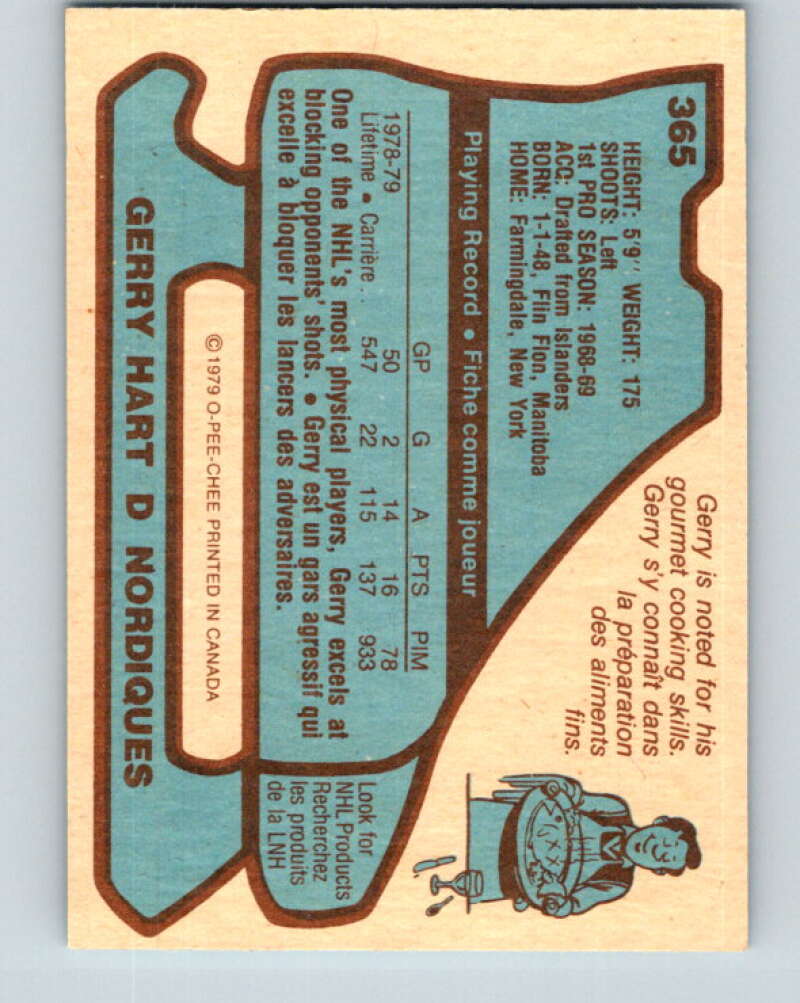 365
HEIGHT: 5'9'' WEIGHT: 175
SHOOTS: Left
1st PRO SEASON: 1968-69
ACQ: Drafted from Islanders
BORN: 1-1-48, Flin Flon, Manitoba
HOME: Farmingdale, New York
Gerry is noted for his
gourmet cooking skills.
Gerry s'y connaît dans
la préparation
des aliments
fins.
Playing Record • Fiche comme joueur
GP G A PTS PIM
1978-79 50 2 14 16 78
Lifetime • Carrière . . 547 22 115 137 933
One of the NHL's most physical players, Gerry excels at
blocking opponents' shots. • Gerry est un gars agressif qui
excelle à bloquer les lancers des adversaires.
Look for
NHL Products
Recherchez
les produits
de la LNH
© 1979 O-PEE-CHEE PRINTED IN CANADA
GERRY HART D NORDIQUES